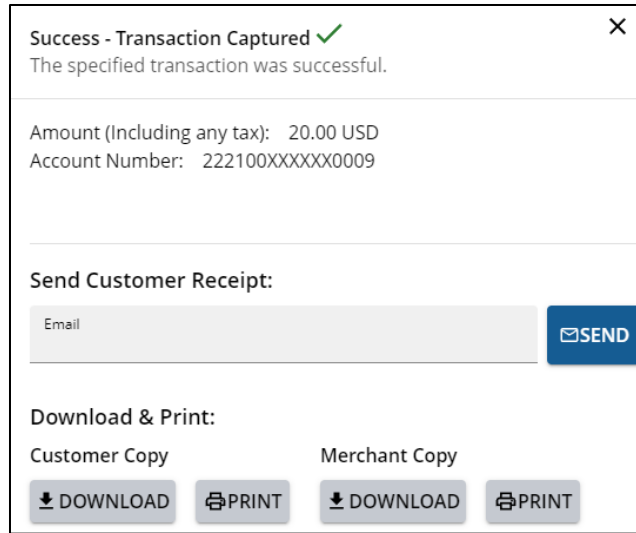 Success - Transaction Captured
The specified transaction was successful.
Amount (Including any tax): 20.00 USD
Account Number: 222100XXXXXX0009
Send Customer Receipt:
Email
SEND
Download & Print:
Customer Copy Merchant Copy
DOWNLOAD PRINT DOWNLOAD PRINT